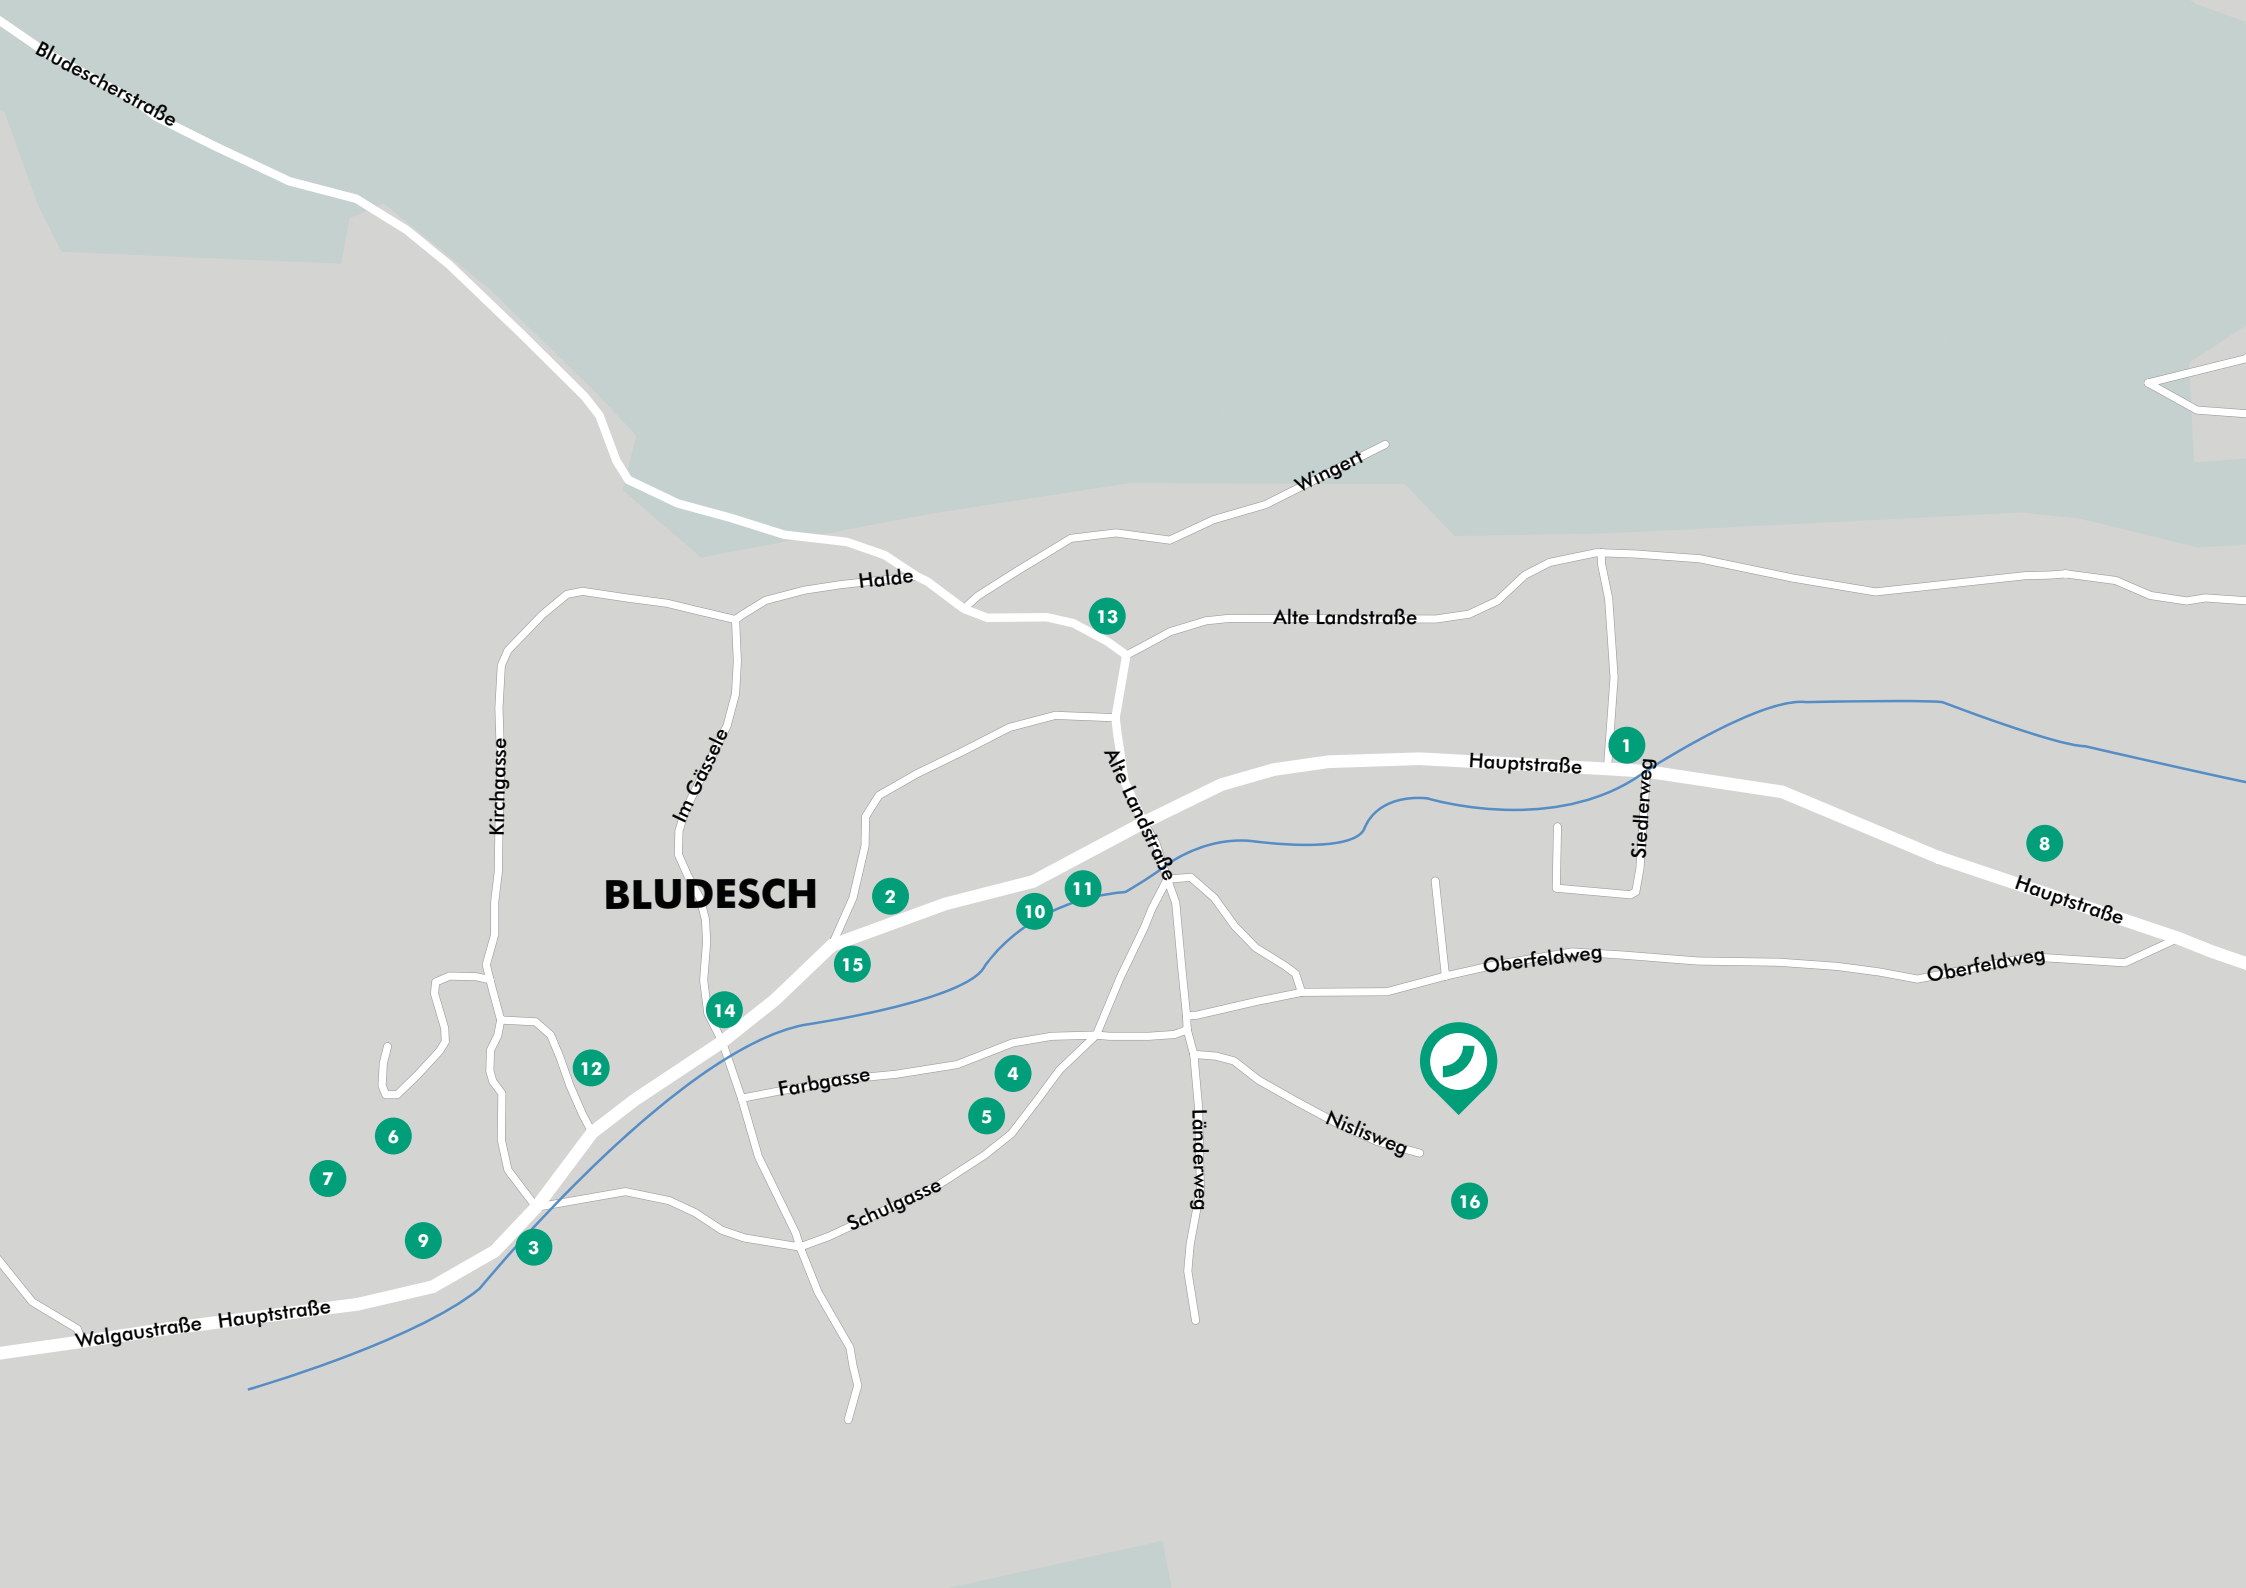 Bludescherstraße
Wingert
Halde
13
Alte Landstraße
Kirchgasse
Im Gässele
Alte Landstraße
1
Hauptstraße
Siedlerweg
8
BLUDESCH
2
11
10
Hauptstraße
15
Oberfeldweg
Oberfeldweg
14
12
Farbgasse
4
5
6
Nislisweg
Länderweg
7
Schulgasse
16
9
3
Walgaustraße
Hauptstraße